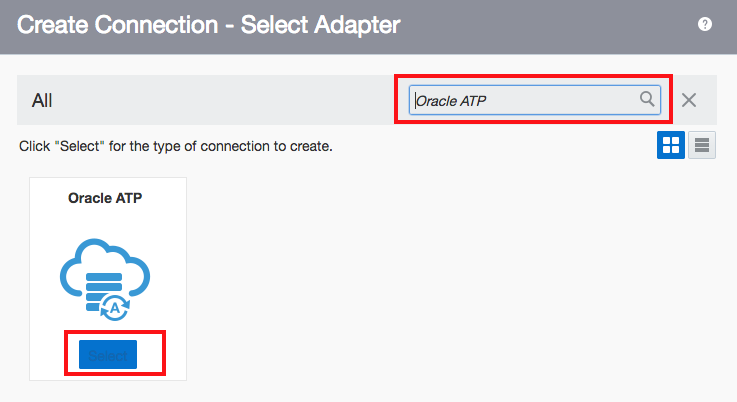 Create Connection - Select Adapter
?
All
Oracle ATP
Click "Select" for the type of connection to create.
Oracle ATP
A
Select